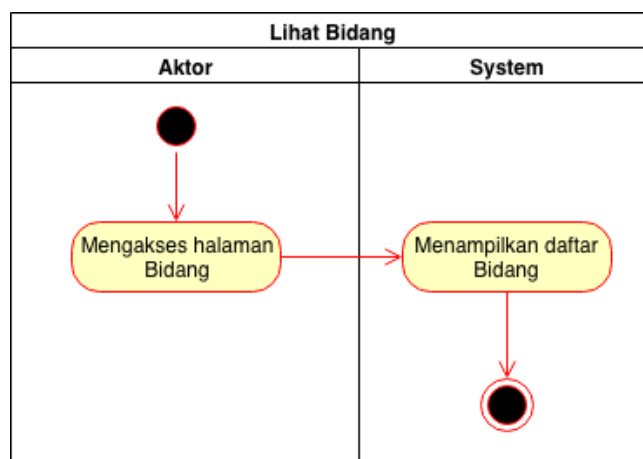 Lihat Bidang
Aktor
System
Mengakses halaman
Bidang
Menampilkan daftar
Bidang